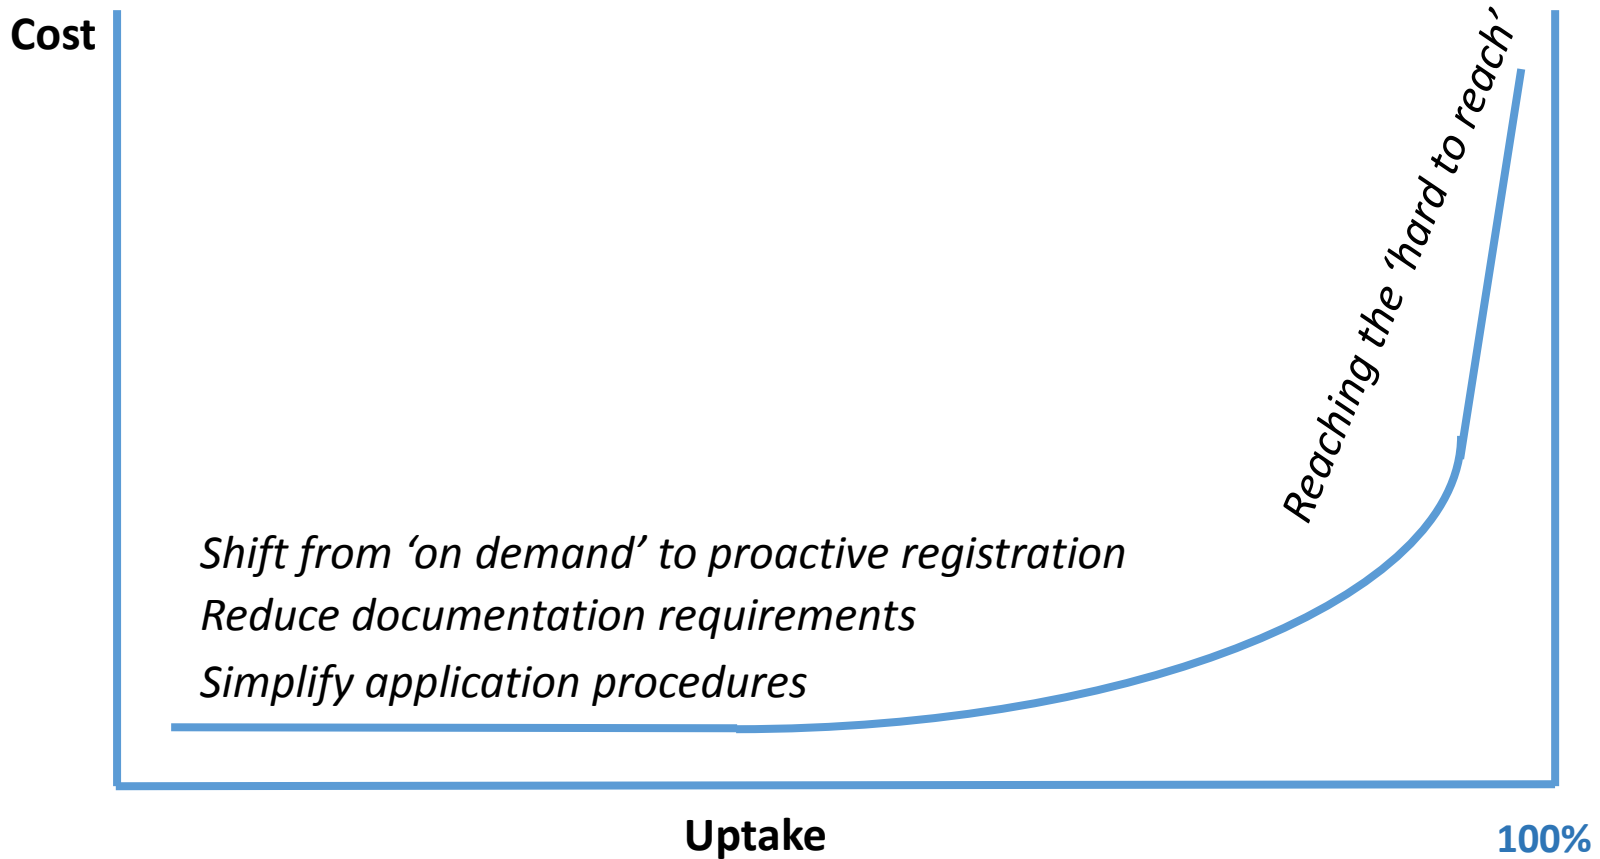 Cost
Reaching the ‘hard to reach’
Shift from ‘on demand’ to proactive registration
Reduce documentation requirements
Simplify application procedures
Uptake
100%